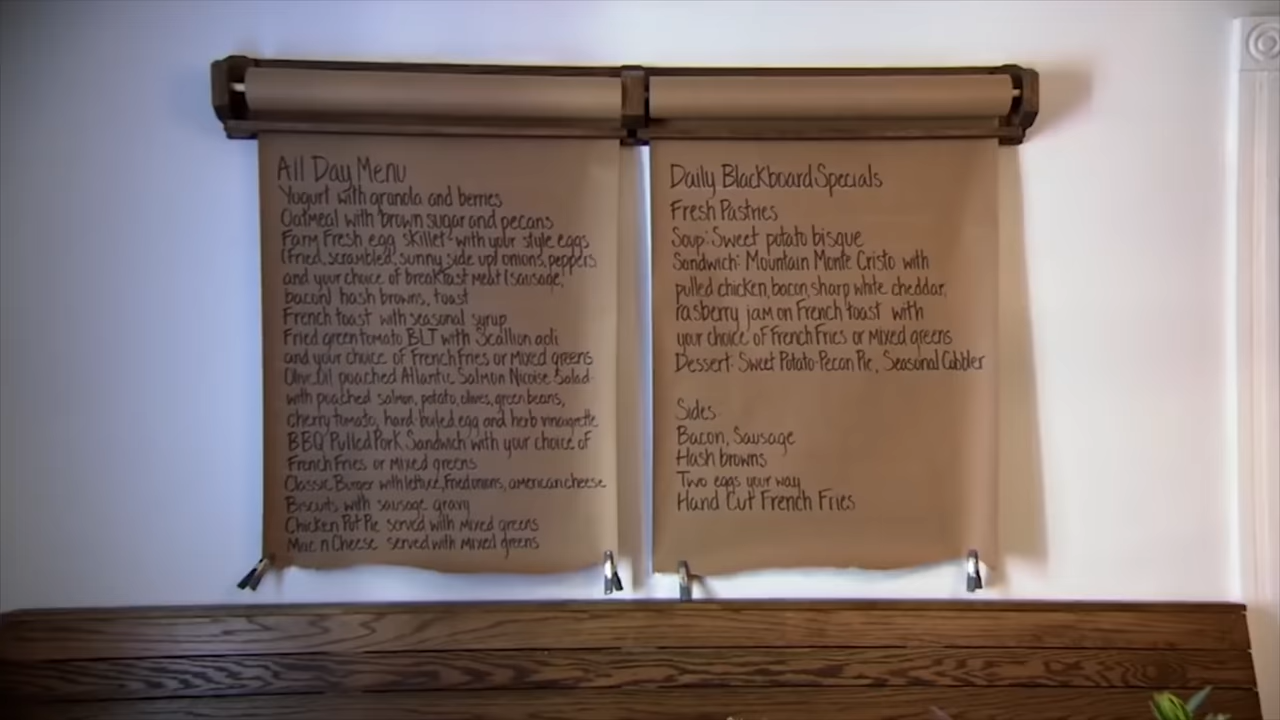 All Day Menu
Yogurt with granola and berries
Oatmeal with brown sugar and pecans
Farm Fresh egg skillet - with your style eggs
(Fried, scrambled, sunny side up) onions, peppers
and your choice of breakfast meat (sausage,
bacon) hash browns, toast
French toast with seasonal syrup
Fried green tomato BLT with Scallion aoli
and your choice of French Fries or Mixed greens
Olive Oil poached Atlantic Salmon Nicoise Salad-
with poached salmon, potato, olives, green beans,
cherry tomato, hard-boiled egg and herb vinaigrette
BBQ Pulled Pork Sandwich with your choice of
French Fries or Mixed greens
Classic Burger with lettuce, Fried onions, american cheese
Biscuits with sausage gravy
Chicken Pot Pie served with Mixed greens
Mac n Cheese served with Mixed greens
Daily Blackboard Specials
Fresh Pastries
Soup: Sweet potato bisque
Sandwich: Mountain Monte Cristo with
pulled chicken, bacon, sharp white cheddar,
rasberry jam on French toast with
your choice of French Fries or Mixed greens
Dessert: Sweet Potato-Pecan Pie, Seasonal Cobbler
Sides
Bacon, Sausage
Hash browns
Two eggs your way
Hand Cut French Fries